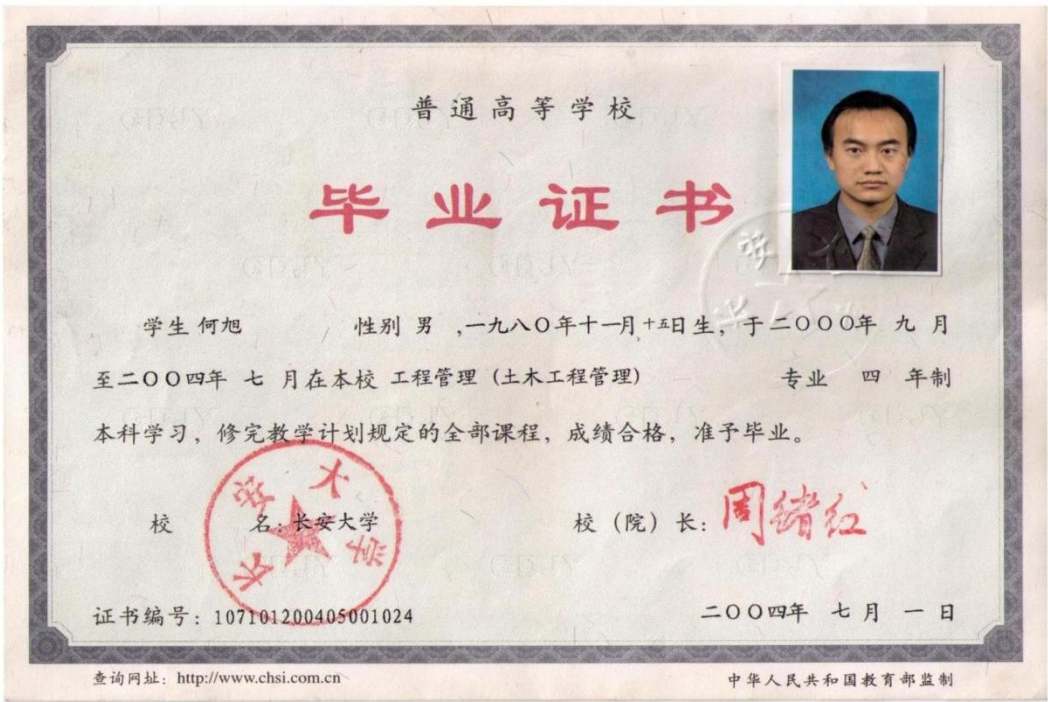 普通高等学校
毕业证书
学生 何旭 性别 男 ,一九八〇年十一月十五日生，于二〇〇〇年 九 月
至二〇〇四年 七 月在本校 工程管理（土木工程管理） 专业 四 年制
本科学习，修完教学计划规定的全部课程，成绩合格，准予毕业。
校 名：长安大学 校（院）长：周绪红
长安大学
证书编号：107101200405001024 二〇〇四年 七 月 一 日
查询网址：http://www.chsi.com.cn 中华人民共和国教育部监制